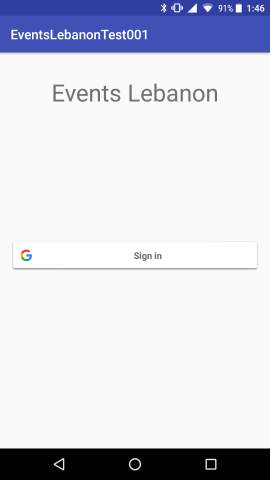 91% 1:46
EventsLebanonTest001
Events Lebanon
Sign in